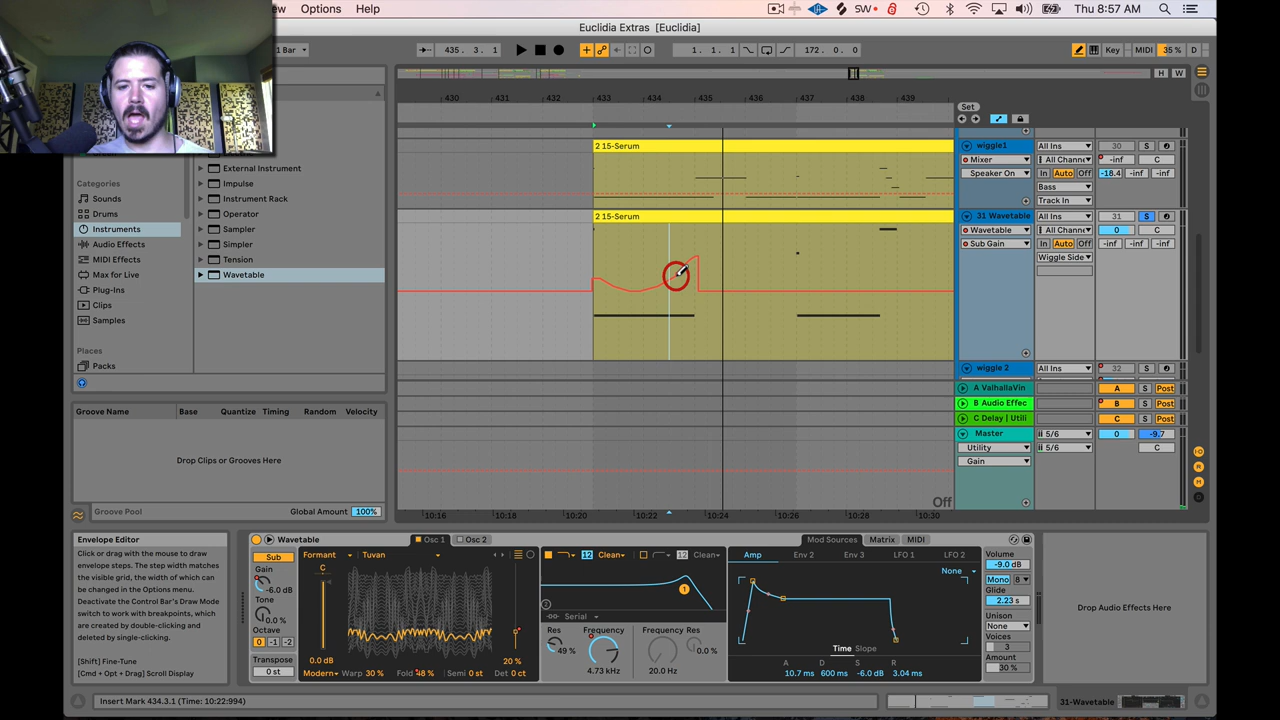 ew Options Help
SW
Thu 8:57 AM
Euclidia Extras [Euclidia]
1 Bar
435. 3. 1
1. 1. 1
172. 0. 0
Key
MIDI
35 %
D
H
W
430
431
432
433
434
435
436
437
438
439
Set
External Instrument
Impulse
Instrument Rack
Operator
Sampler
Simpler
Tension
Wavetable
Categories
Sounds
Drums
Instruments
Audio Effects
MIDI Effects
Max for Live
Plug-Ins
Clips
Samples
Places
Packs
2 15-Serum
2 15-Serum
wiggle1
All Ins
30
S
Mixer
All Channe
-inf
C
Speaker On
In Auto Off
-18.4
-inf
-inf
Bass
Track In
31 Wavetable
All Ins
31
S
Wavetable
All Channe
0
C
Sub Gain
In Auto Off
-inf
-inf
-inf
Wiggle Side
wiggle 2
All Ins
32
S
A ValhallaVin
A
S
Post
B Audio Effec
B
S
Post
C Delay | Utili
C
S
Post
Master
5/6
0
-9.7
Utility
5/6
C
Gain
Off
10:16
10:18
10:20
10:22
10:24
10:26
10:28
10:30
Groove Name
Base
Quantize
Timing
Random
Velocity
Drop Clips or Grooves Here
Groove Pool
Global Amount
100%
Envelope Editor
Click or drag with the mouse to draw
envelope steps. The step width
matches the visible grid, the width of which can
be changed in the Options menu.
Deactivate the Control Bar's Draw Mode
switch to work with breakpoints, which
are created by double-clicking and
deleted by single-clicking.
[Shift] Fine-Tune
[Cmd + Opt + Drag] Scroll Display
Wavetable
Osc 1
Osc 2
Sub
Gain
-6.0 dB
Tone
0.0 %
Octave
0 -1 -2
Transpose
0 st
Formant
Tuvan
C
0.0 dB
20 %
Modern
Warp 30 %
Fold 48 %
Semi 0 st
Det 0 ct
12
Clean
12
Clean
1
2
Serial
Res
49 %
Frequency
4.73 kHz
Frequency
20.0 Hz
Res
0.0 %
Mod Sources
Matrix
MIDI
Amp
Env 2
Env 3
LFO 1
LFO 2
None
Time Slope
A
10.7 ms
D
600 ms
S
-6.0 dB
R
3.04 ms
Volume
-9.0 dB
Mono 8
Glide
2.23 s
Unison
None
Voices
3
Amount
30 %
Drop Audio Effects Here
Insert Mark 434.3.1 (Time: 10:22:994)
31-Wavetable